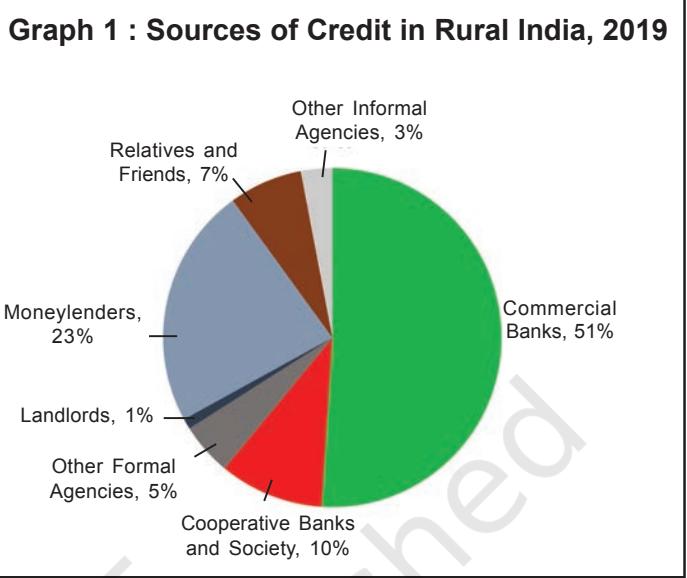 Graph 1 : Sources of Credit in Rural India, 2019
Other Informal
Agencies, 3%
Relatives and
Friends, 7%
Moneylenders,
23%
Commercial
Banks, 51%
Landlords, 1%
Other Formal
Agencies, 5%
Cooperative Banks
and Society, 10%